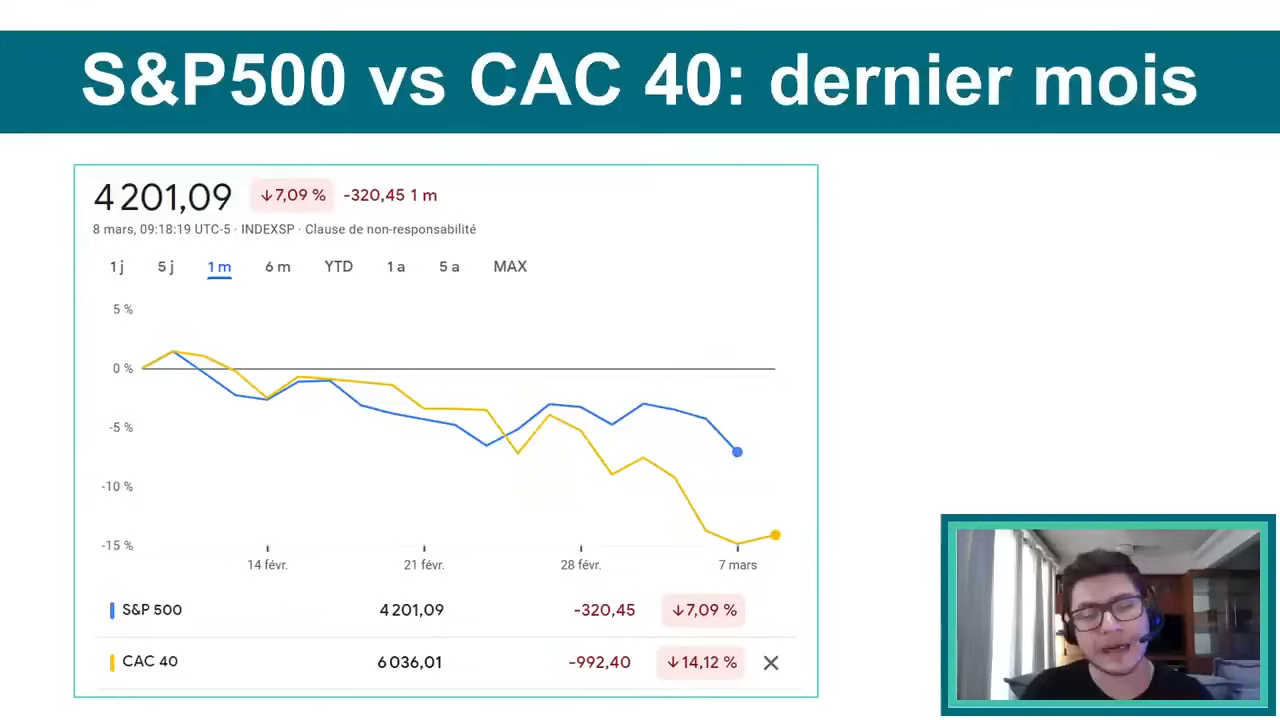 S&P500 vs CAC 40: dernier mois
4 201,09 ↓7,09 % -320,45 1 m
8 mars, 09:18:19 UTC-5 · INDEXSP · Clause de non-responsabilité
1 j 5 j 1 m 6 m YTD 1 a 5 a MAX
5 %
0 %
-5 %
-10 %
-15 %
14 févr. 21 févr. 28 févr. 7 mars
S&P 500 4 201,09 -320,45 ↓7,09 %
CAC 40 6 036,01 -992,40 ↓14,12 %